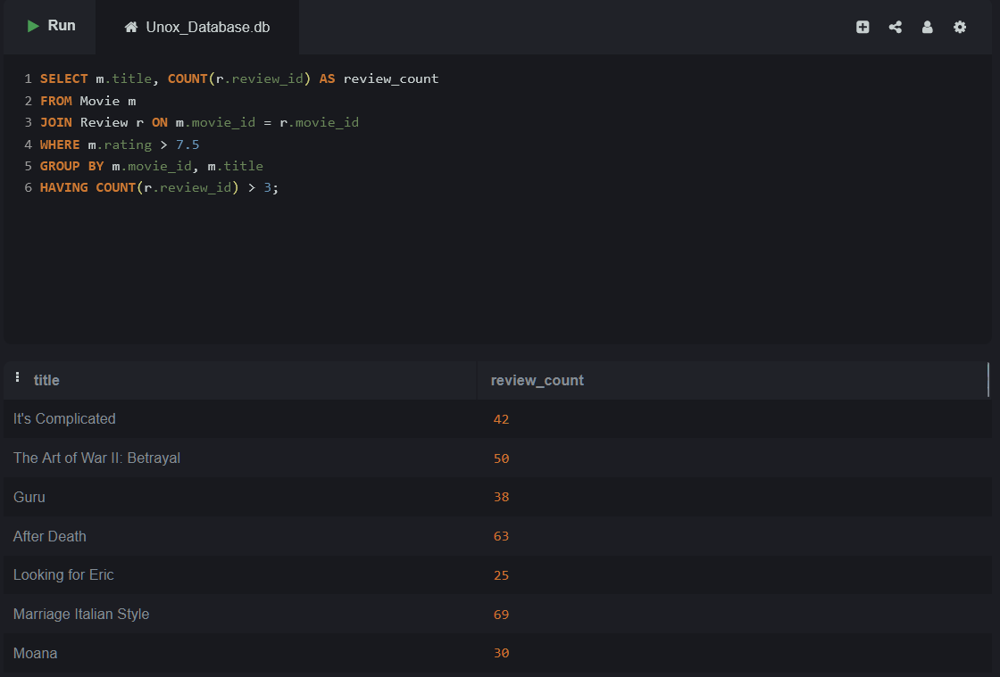 Run
Unox_Database.db
1 SELECT m.title, COUNT(r.review_id) AS review_count
2 FROM Movie m
3 JOIN Review r ON m.movie_id = r.movie_id
4 WHERE m.rating > 7.5
5 GROUP BY m.movie_id, m.title
6 HAVING COUNT(r.review_id) > 3;
title review_count
It's Complicated 42
The Art of War II: Betrayal 50
Guru 38
After Death 63
Looking for Eric 25
Marriage Italian Style 69
Moana 30